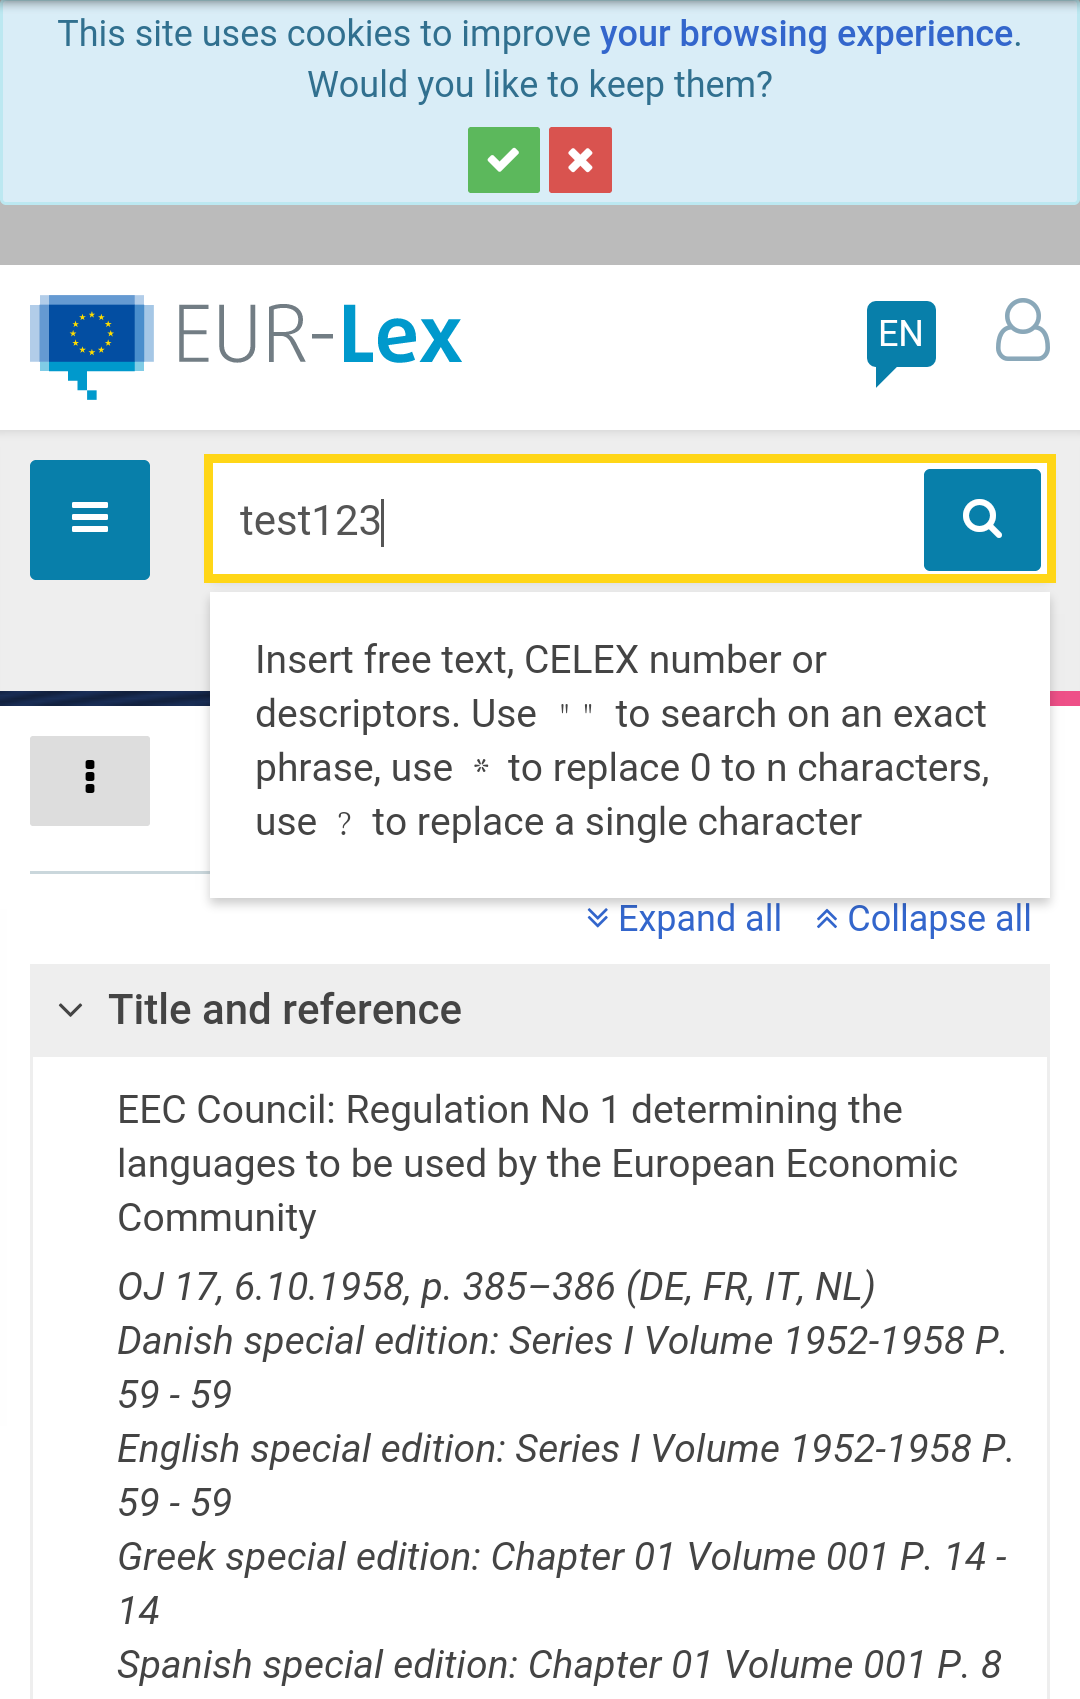 This site uses cookies to improve your browsing experience.
Would you like to keep them?
EUR-Lex
EN
test123
Insert free text, CELEX number or
descriptors. Use " " to search on an exact
phrase, use * to replace 0 to n characters,
use ? to replace a single character
Expand all Collapse all
Title and reference
EEC Council: Regulation No 1 determining the
languages to be used by the European Economic
Community
OJ 17, 6.10.1958, p. 385–386 (DE, FR, IT, NL)
Danish special edition: Series I Volume 1952-1958 P.
59 - 59
English special edition: Series I Volume 1952-1958 P.
59 - 59
Greek special edition: Chapter 01 Volume 001 P. 14 -
14
Spanish special edition: Chapter 01 Volume 001 P. 8